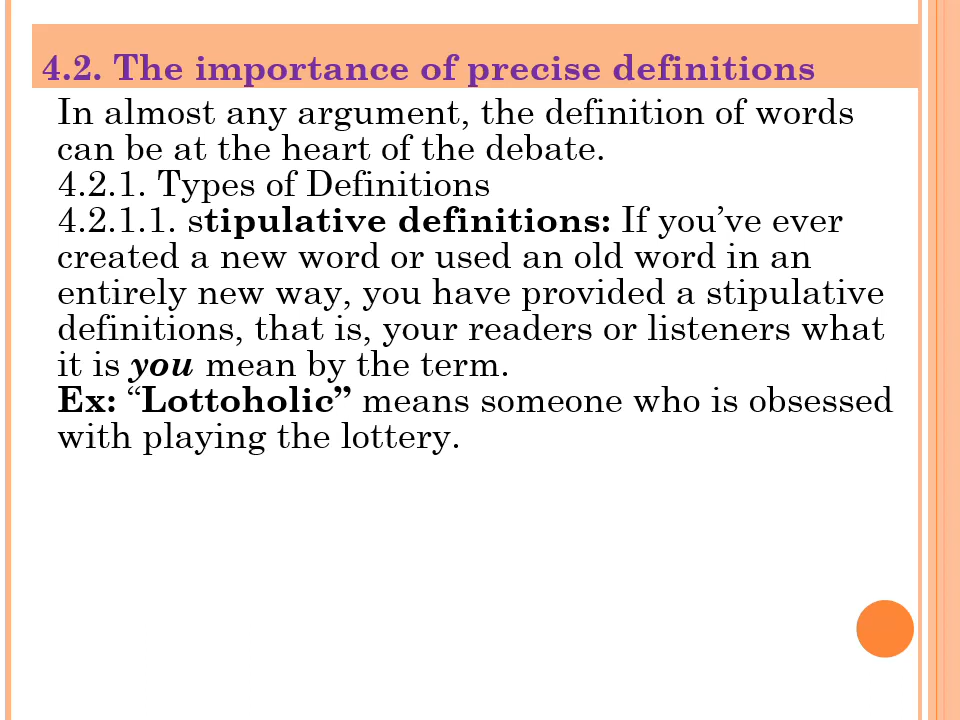 4.2. The importance of precise definitions
In almost any argument, the definition of words
can be at the heart of the debate.
4.2.1. Types of Definitions
4.2.1.1. stipulative definitions: If you’ve ever
created a new word or used an old word in an
entirely new way, you have provided a stipulative
definitions, that is, your readers or listeners what
it is you mean by the term.
Ex: “Lottoholic” means someone who is obsessed
with playing the lottery.